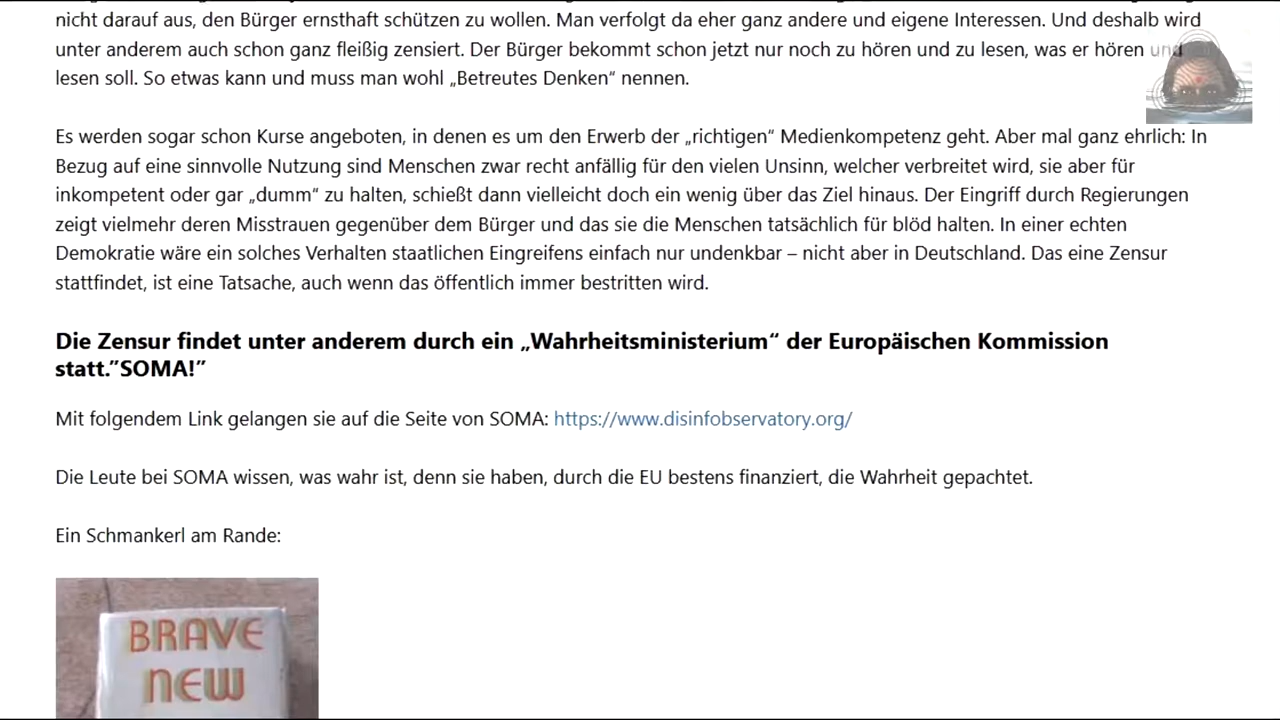 nicht darauf aus, den Bürger ernsthaft schützen zu wollen. Man verfolgt da eher ganz andere und eigene Interessen. Und deshalb wird
unter anderem auch schon ganz fleißig zensiert. Der Bürger bekommt schon jetzt nur noch zu hören und zu lesen, was er hören und
lesen soll. So etwas kann und muss man wohl „Betreutes Denken“ nennen.
Es werden sogar schon Kurse angeboten, in denen es um den Erwerb der „richtigen“ Medienkompetenz geht. Aber mal ganz ehrlich: In
Bezug auf eine sinnvolle Nutzung sind Menschen zwar recht anfällig für den vielen Unsinn, welcher verbreitet wird, sie aber für
inkompetent oder gar „dumm“ zu halten, schießt dann vielleicht doch ein wenig über das Ziel hinaus. Der Eingriff durch Regierungen
zeigt vielmehr deren Misstrauen gegenüber dem Bürger und das sie die Menschen tatsächlich für blöd halten. In einer echten
Demokratie wäre ein solches Verhalten staatlichen Eingreifens einfach nur undenkbar – nicht aber in Deutschland. Das eine Zensur
stattfindet, ist eine Tatsache, auch wenn das öffentlich immer bestritten wird.
Die Zensur findet unter anderem durch ein „Wahrheitsministerium“ der Europäischen Kommission
statt.”SOMA!”
Mit folgendem Link gelangen sie auf die Seite von SOMA: https://www.disinfobservatory.org/
Die Leute bei SOMA wissen, was wahr ist, denn sie haben, durch die EU bestens finanziert, die Wahrheit gepachtet.
Ein Schmankerl am Rande:
BRAVE
NEW